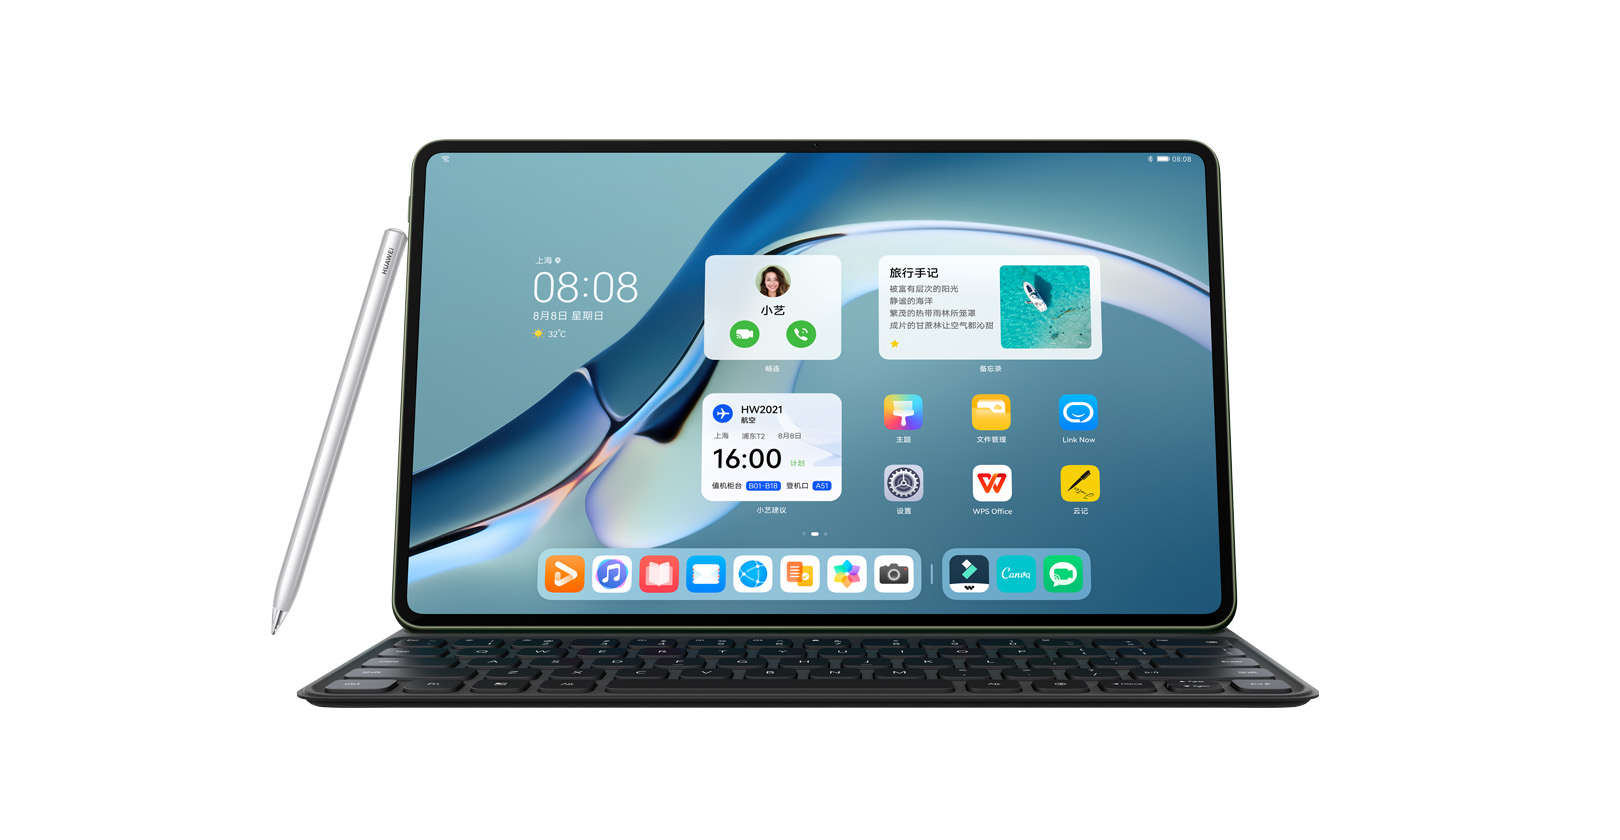 HUAWEI
08:08
上海
08:08
8月8日 星期日
32°C
小艺
畅连
旅行手记
被富有层次的阳光
静谧的海洋
繁茂的热带雨林所笼罩
成片的甘蔗林让空气都沁甜
备忘录
HW2021
航空
上海 浦东T2 8月8日
16:00 计划
值机柜台 B01-B18 登机口 A51
小艺建议
主题
文件管理
Link Now
设置
WPS Office
云记
Canva
Q W E R T Y U I O P
A S D F G H J K L
Z X C V B N M
Ctrl Fn Alt Alt